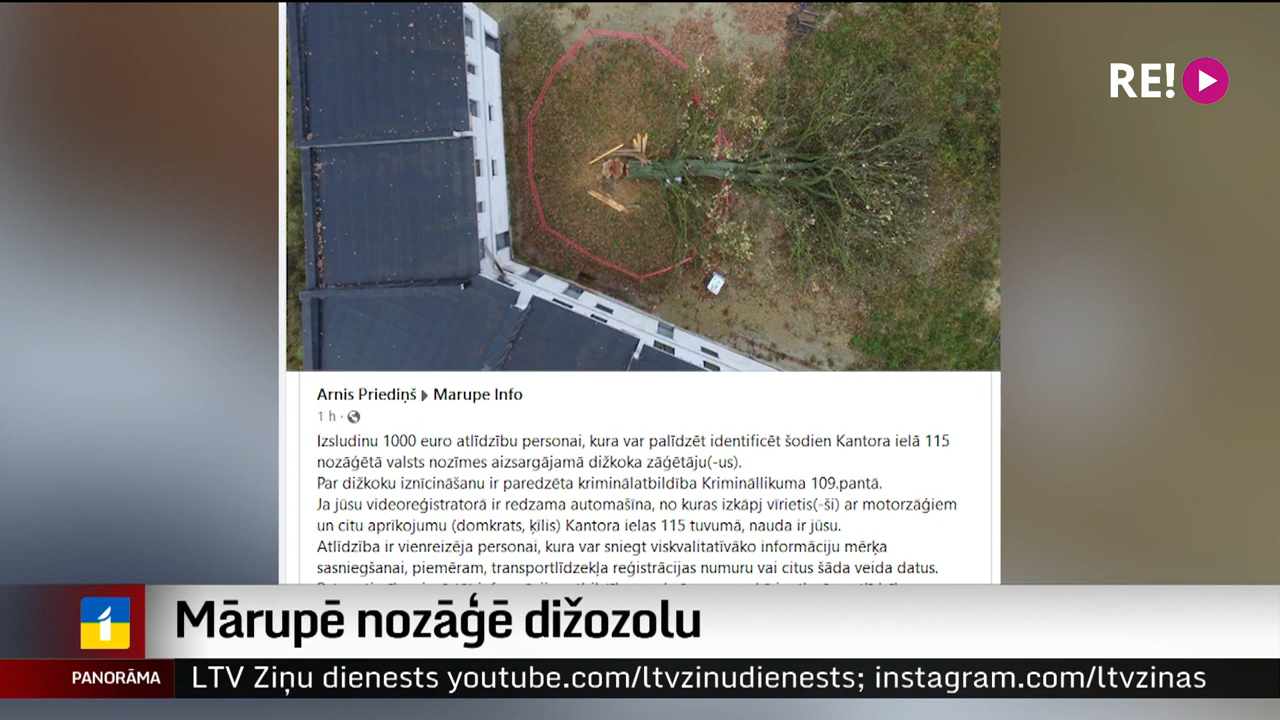 RE!
Arnis Priediņš Marupe Info
1 h ·
Izsludinu 1000 euro atlīdzību personai, kura var palīdzēt identificēt šodien Kantora ielā 115
nozāģētā valsts nozīmes aizsargājamā dižkoka zāģētāju(-us).
Par dižkoku iznīcināšanu ir paredzēta kriminālatbildība Krimināllikuma 109.pantā.
Ja jūsu videoreģistratorā ir redzama automašīna, no kuras izkāpj vīrietis(-ši) ar motorzāģiem
un citu aprīkojumu (domkrats, ķīlis) Kantora ielas 115 tuvumā, nauda ir jūsu.
Atlīdzība ir vienreizēja personai, kura var sniegt viskvalitatīvāko informāciju mērķa
sasniegšanai, piemēram, transportlīdzekļa reģistrācijas numuru vai citus šāda veida datus.
1
Mārupē nozāģē dižozolu
PANORĀMA
LTV Ziņu dienests youtube.com/ltvzinudienests; instagram.com/ltvzinas